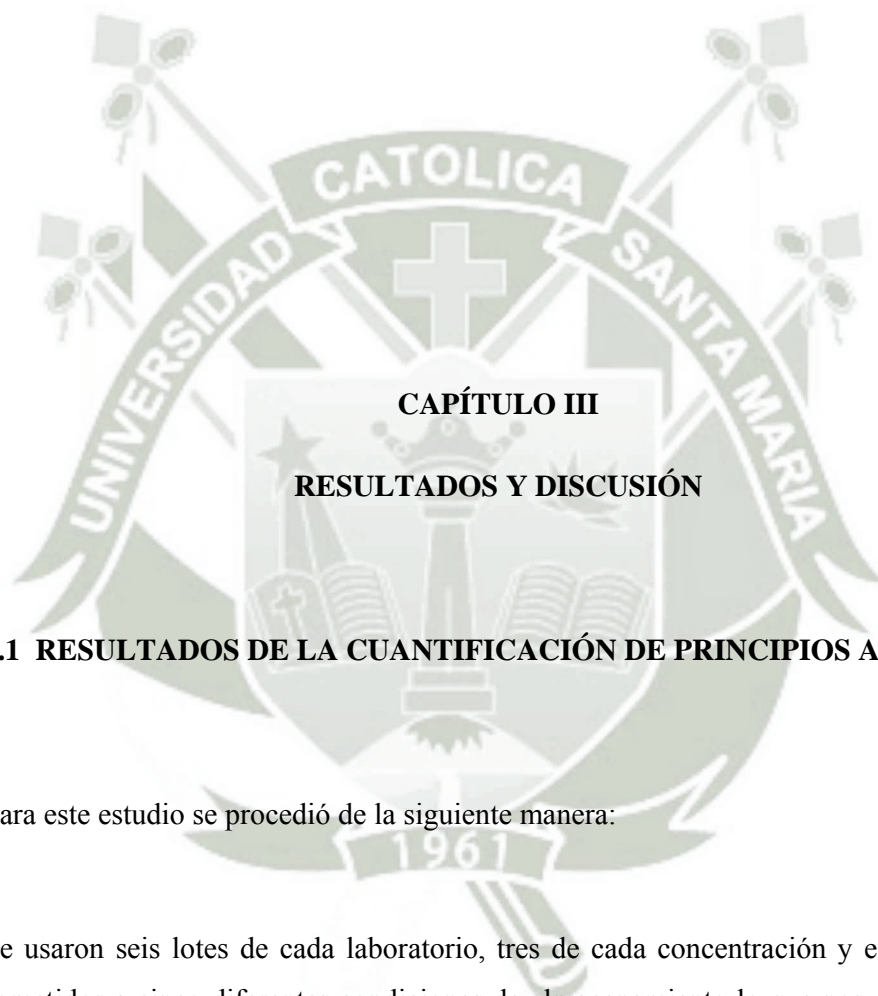 UNIVERSIDAD CATOLICA SANTA MARIA
CAPÍTULO III
RESULTADOS Y DISCUSIÓN
.1 RESULTADOS DE LA CUANTIFICACIÓN DE PRINCIPIOS A
ara este estudio se procedió de la siguiente manera:
1961
e usaron seis lotes de cada laboratorio, tres de cada concentración y e